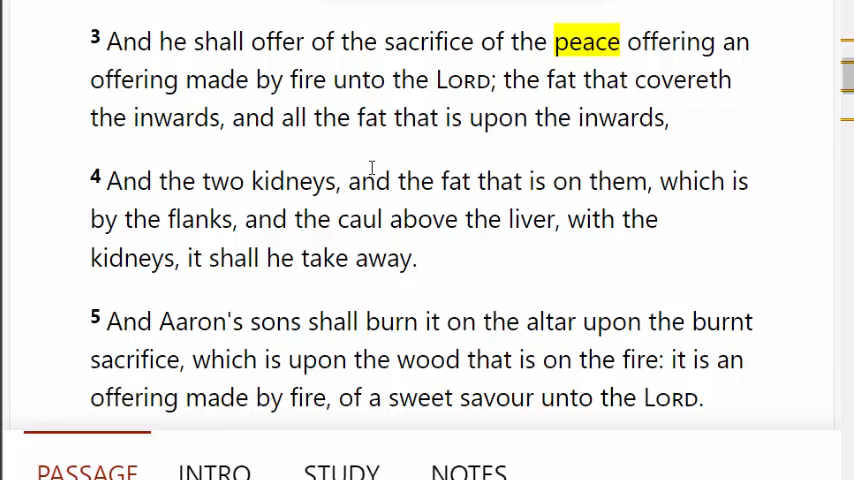 3 And he shall offer of the sacrifice of the peace offering an
offering made by fire unto the LORD; the fat that covereth
the inwards, and all the fat that is upon the inwards,
4 And the two kidneys, and the fat that is on them, which is
by the flanks, and the caul above the liver, with the
kidneys, it shall he take away.
5 And Aaron's sons shall burn it on the altar upon the burnt
sacrifice, which is upon the wood that is on the fire: it is an
offering made by fire, of a sweet savour unto the LORD.
PASSAGE INTRO STUDY NOTES